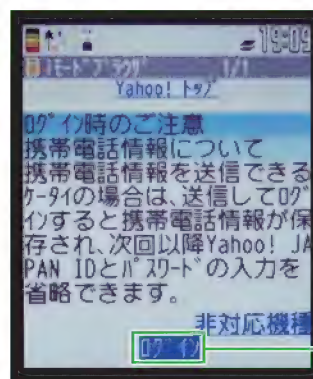 19:09
iモードブラウザ 1/1
Yahoo! トップ
ログイン時のご注意
携帯電話情報について
携帯電話情報を送信できる
ケータイの場合は、送信してログ
インすると携帯電話情報が保
存され、次回以降Yahoo! JA
PAN IDとパスワードの入力を
省略できます。
非対応機種
ログイン